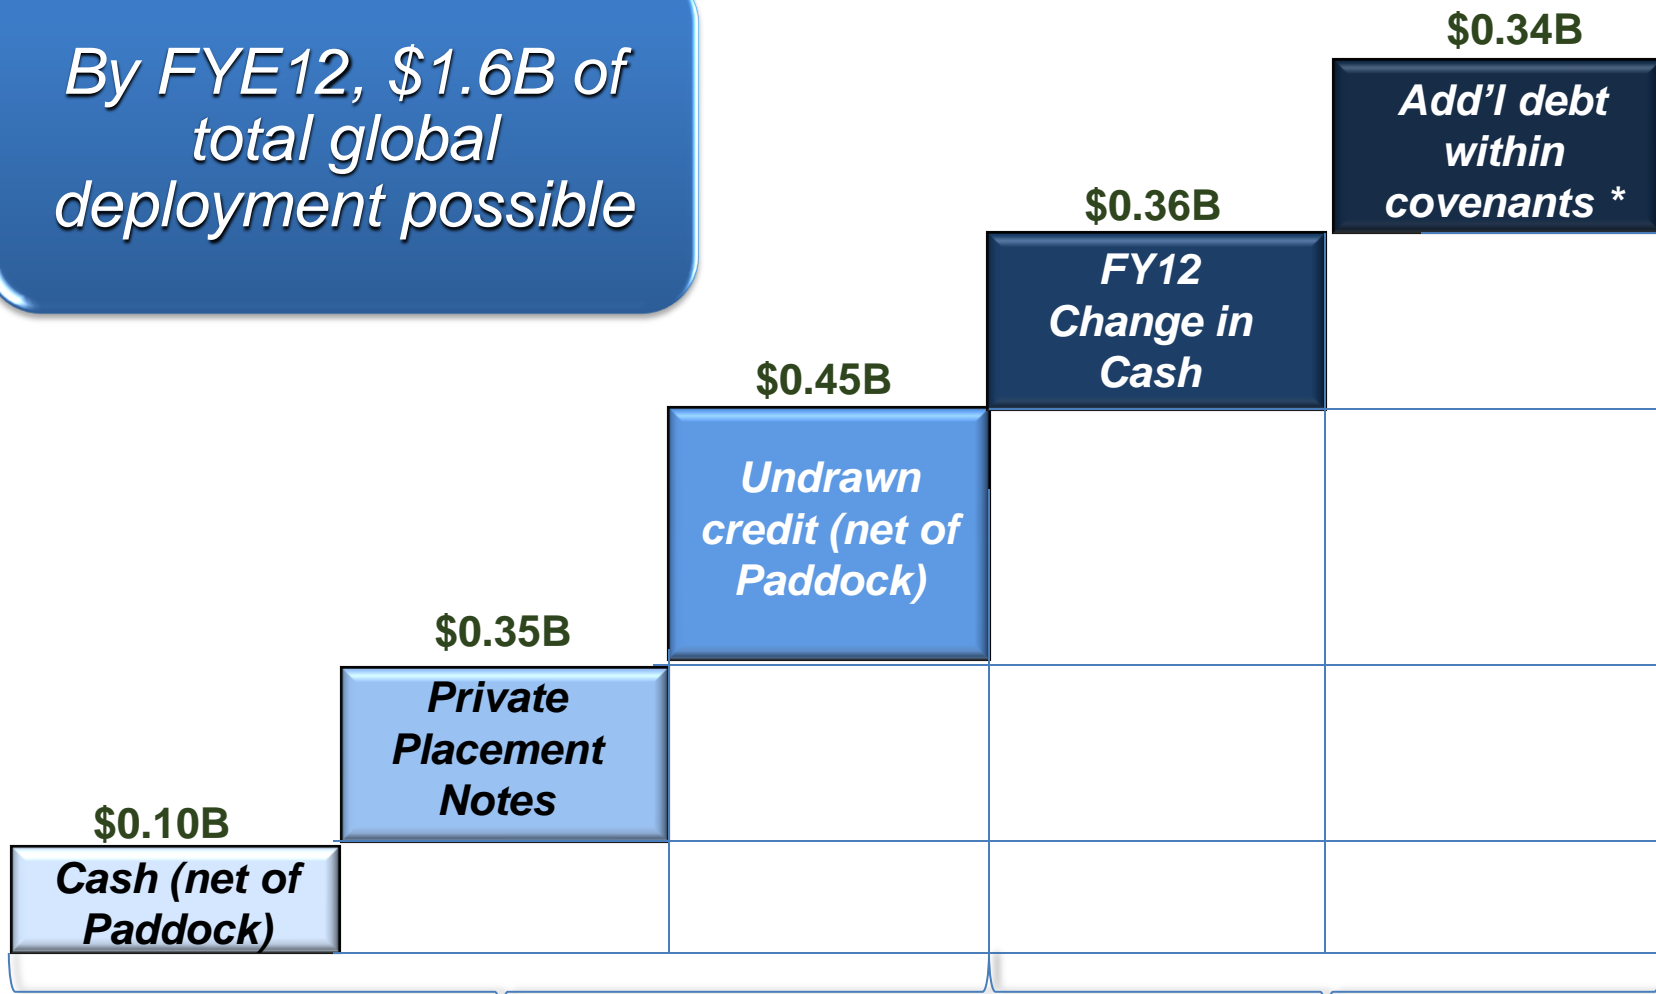 By FYE12, $1.6B of
total global
deployment possible
$0.34B
Add’l debt
within
covenants *
$0.36B
FY12
Change in
Cash
$0.45B
Undrawn
credit (net of
Paddock)
$0.35B
Private
Placement
Notes
$0.10B
Cash (net of
Paddock)